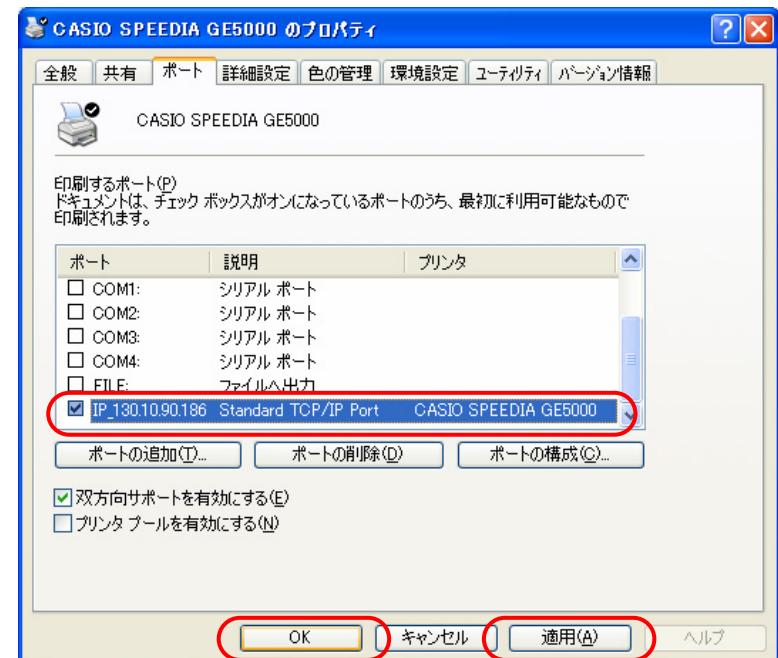 CASIO SPEEDIA GE5000 のプロパティ
全般 共有 ポート 詳細設定 色の管理 環境設定 ユーティリティ バージョン情報
CASIO SPEEDIA GE5000
印刷するポート(P)
ドキュメントは、チェック ボックスがオンになっているポートのうち、最初に利用可能なもので
印刷されます。
ポート 説明 プリンタ
COM1: シリアル ポート
COM2: シリアル ポート
COM3: シリアル ポート
COM4: シリアル ポート
FILE: ファイルへ出力
IP_130.10.90.186 Standard TCP/IP Port CASIO SPEEDIA GE5000
ポートの追加(T)... ポートの削除(D) ポートの構成(C)...
双方向サポートを有効にする(E)
プリンタ プールを有効にする(N)
OK キャンセル 適用(A) ヘルプ